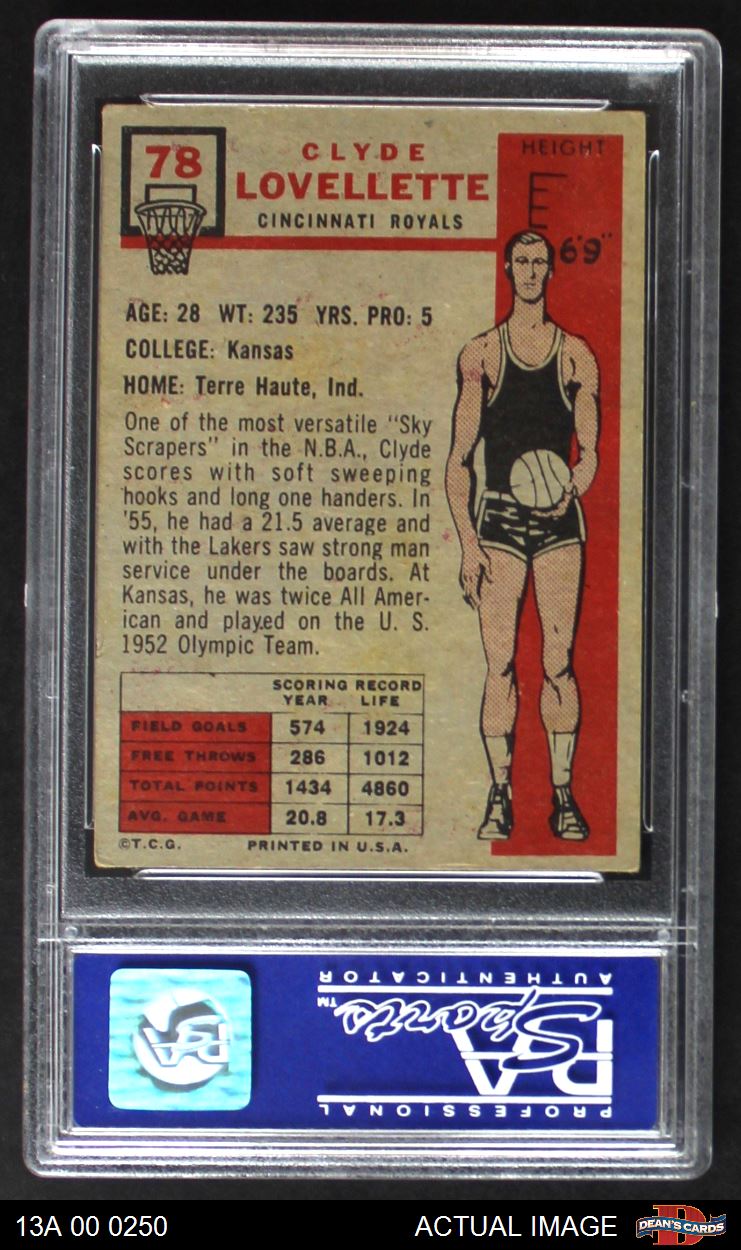 78
CLYDE
LOVELLETTE
CINCINNATI ROYALS
HEIGHT
6'9"
AGE: 28 WT: 235 YRS. PRO: 5
COLLEGE: Kansas
HOME: Terre Haute, Ind.
One of the most versatile "Sky
Scrapers" in the N.B.A., Clyde
scores with soft sweeping
hooks and long one handers. In
'55, he had a 21.5 average and
with the Lakers saw strong man
service under the boards. At
Kansas, he was twice All Amer-
ican and played on the U. S.
1952 Olympic Team.
SCORING RECORD
YEAR LIFE
FIELD GOALS 574 1924
FREE THROWS 286 1012
TOTAL POINTS 1434 4860
AVG. GAME 20.8 17.3
©T.C.G. PRINTED IN U.S.A.
PROFESSIONAL
PSA
Sports™
AUTHENTICATOR
PSA
13A 00 0250
ACTUAL IMAGE
DEAN'S CARDS